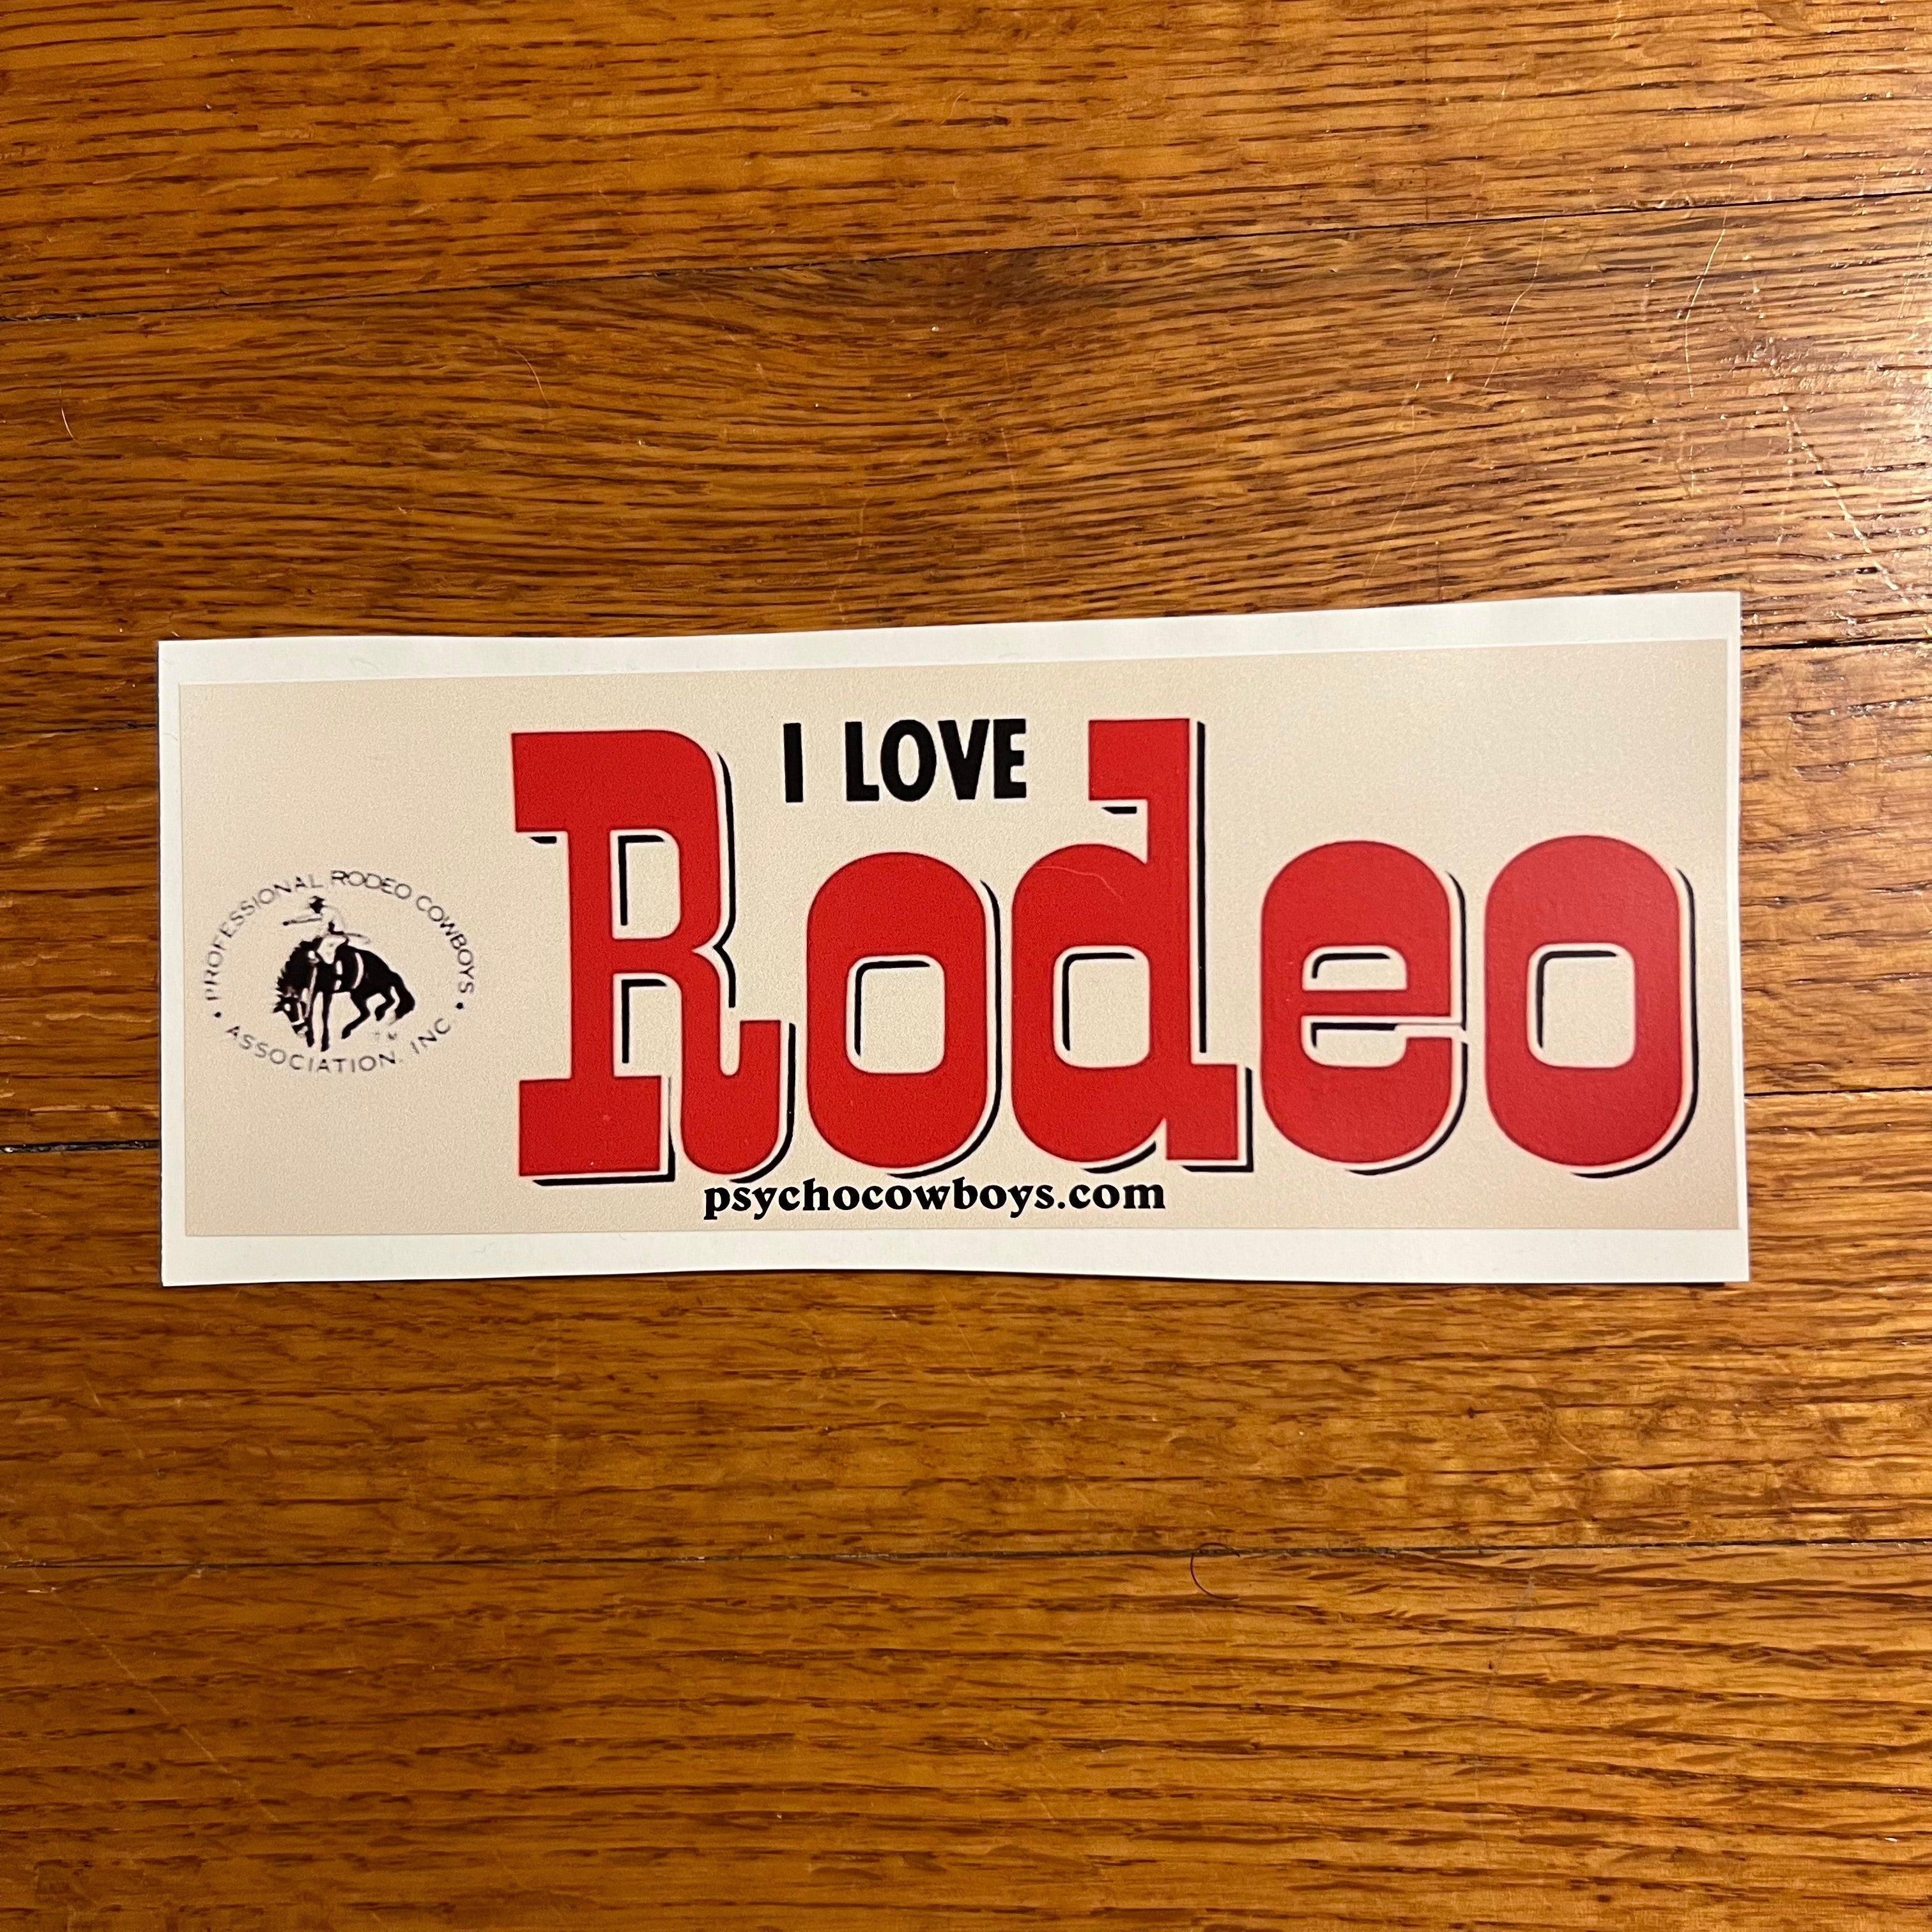 PROFESSIONAL RODEO COWBOYS
ASSOCIATION, INC.
I LOVE
Rodeo
psychocowboys.com